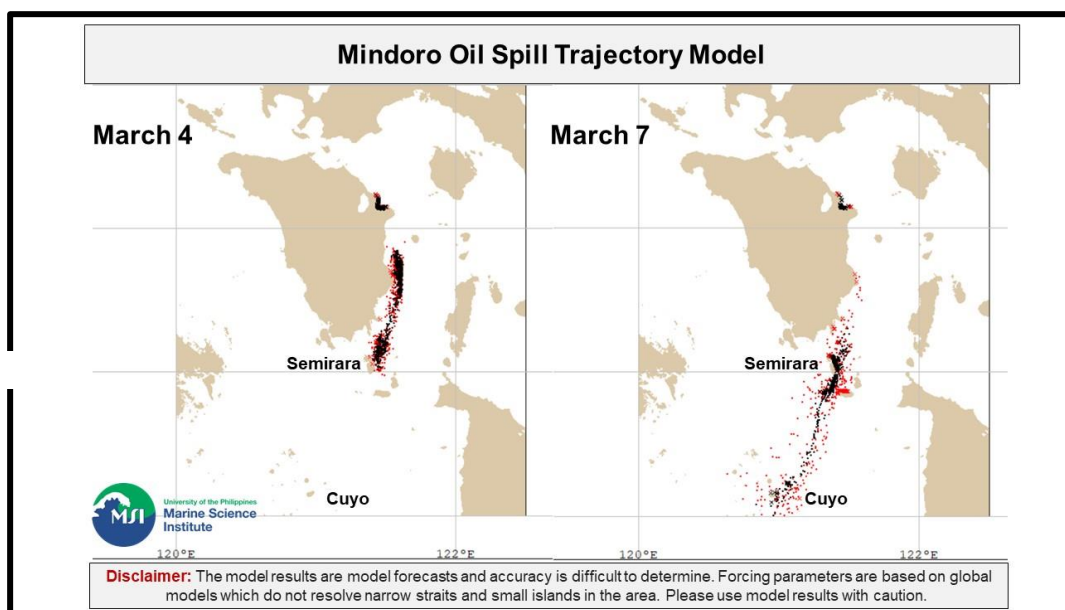 Mindoro Oil Spill Trajectory Model
March 4
Semirara
Cuyo
MSI
University of the Philippines
Marine Science
Institute
120°E
122°E
March 7
Semirara
Cuyo
120°E
122°E
Disclaimer: The model results are model forecasts and accuracy is difficult to determine. Forcing parameters are based on global
models which do not resolve narrow straits and small islands in the area. Please use model results with caution.